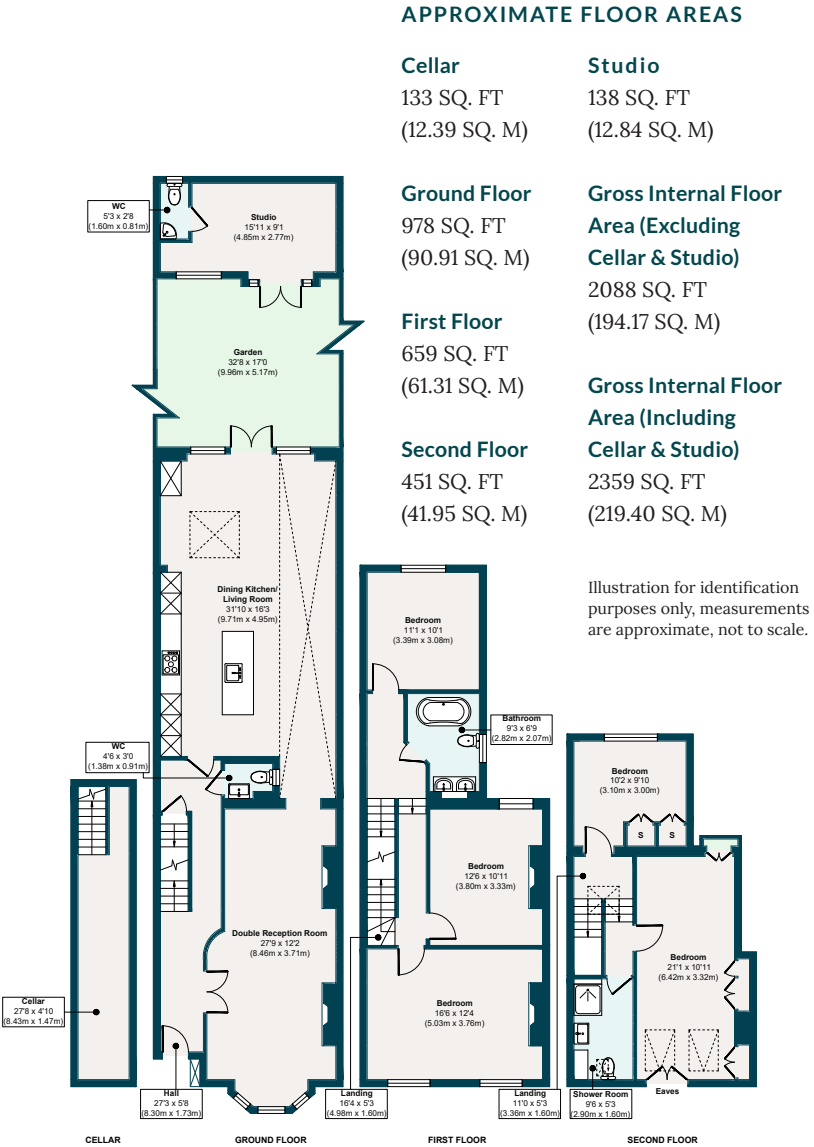 APPROXIMATE FLOOR AREAS
Cellar
133 SQ. FT
(12.39 SQ. M)
Ground Floor
978 SQ. FT
(90.91 SQ. M)
First Floor
659 SQ. FT
(61.31 SQ. M)
Second Floor
451 SQ. FT
(41.95 SQ. M)
Studio
138 SQ. FT
(12.84 SQ. M)
Gross Internal Floor
Area (Excluding
Cellar & Studio)
2088 SQ. FT
(194.17 SQ. M)
Gross Internal Floor
Area (Including
Cellar & Studio)
2359 SQ. FT
(219.40 SQ. M)
Illustration for identification
purposes only, measurements
are approximate, not to scale.
WC
5'3 x 2'8
(1.60m x 0.81m)
Studio
15'11 x 9'1
(4.85m x 2.77m)
Garden
32'8 x 17'0
(9.96m x 5.17m)
Dining Kitchen/
Living Room
31'10 x 16'3
(9.71m x 4.95m)
WC
4'6 x 3'0
(1.38m x 0.91m)
Double Reception Room
27'9 x 12'2
(8.46m x 3.71m)
Cellar
27'8 x 4'10
(8.43m x 1.47m)
Hall
27'3 x 5'8
(8.30m x 1.73m)
Bedroom
11'1 x 10'1
(3.39m x 3.08m)
Bathroom
9'3 x 6'9
(2.82m x 2.07m)
Bedroom
12'6 x 10'11
(3.80m x 3.33m)
Bedroom
16'6 x 12'4
(5.03m x 3.76m)
Landing
16'4 x 5'3
(4.98m x 1.60m)
Bedroom
10'2 x 9'10
(3.10m x 3.00m)
S
S
Bedroom
21'1 x 10'11
(6.42m x 3.32m)
Landing
11'0 x 5'3
(3.36m x 1.60m)
Shower Room
9'6 x 5'3
(2.90m x 1.60m)
Eaves
CELLAR
GROUND FLOOR
FIRST FLOOR
SECOND FLOOR